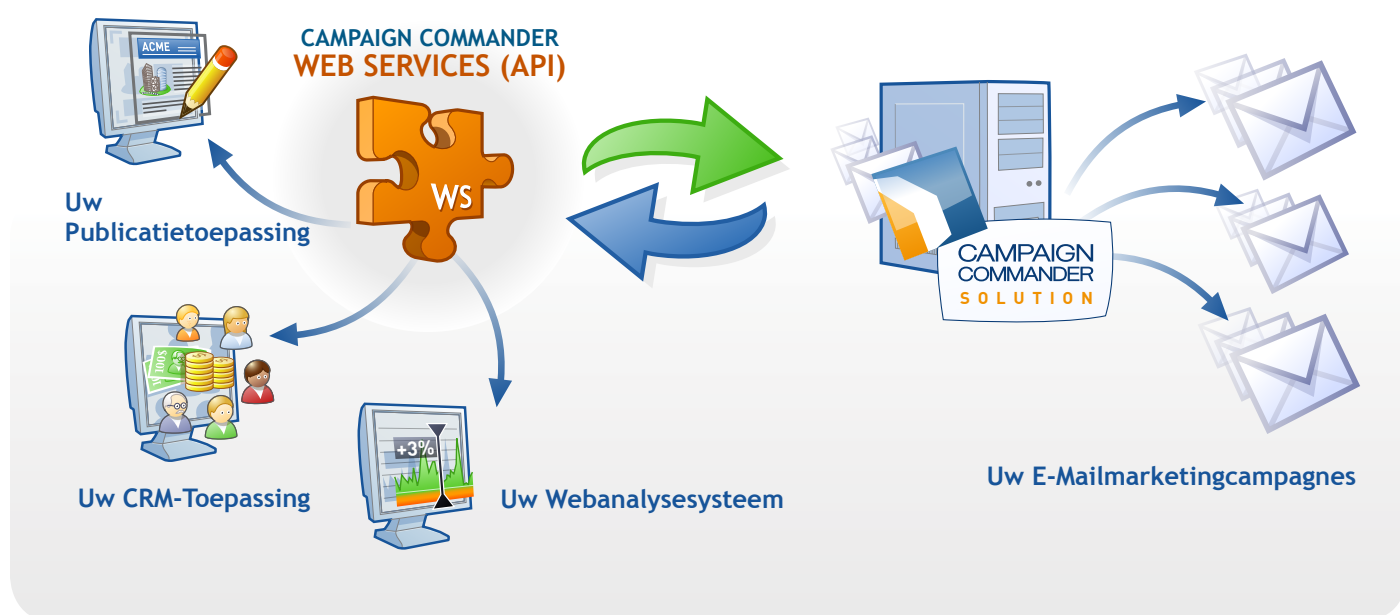 CAMPAIGN COMMANDER
WEB SERVICES (API)
ACME
WS
Uw
Publicatietoepassing
CAMPAIGN
COMMANDER
SOLUTION
100$
+3%
Uw CRM-Toepassing
Uw Webanalysesysteem
Uw E-Mailmarketingcampagnes